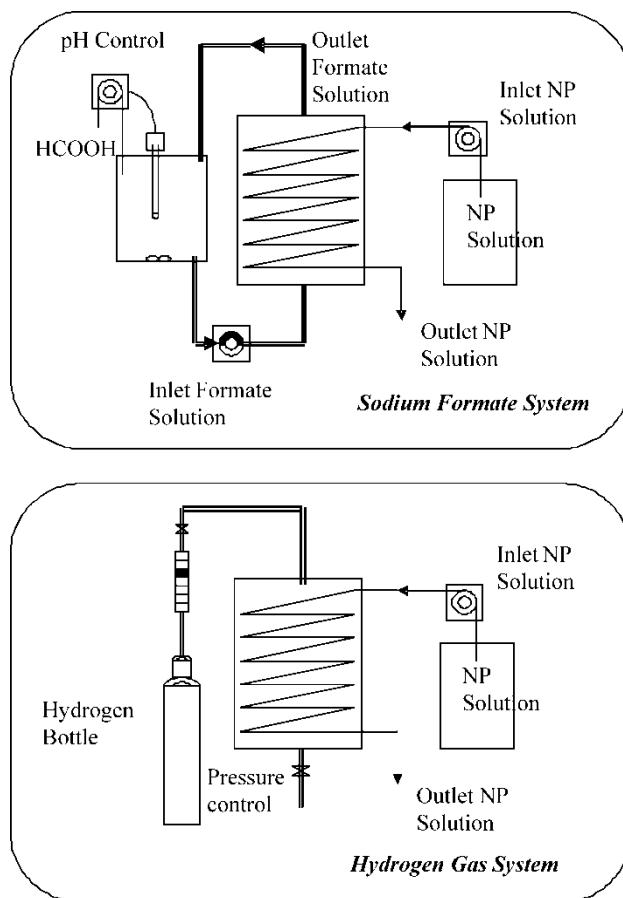 pH Control
Outlet
Formate
Solution
Inlet NP
Solution
HCOOH
NP
Solution
Outlet NP
Solution
Inlet Formate
Solution
Sodium Formate System
Inlet NP
Solution
NP
Solution
Hydrogen
Bottle
Pressure
control
Outlet NP
Solution
Hydrogen Gas System